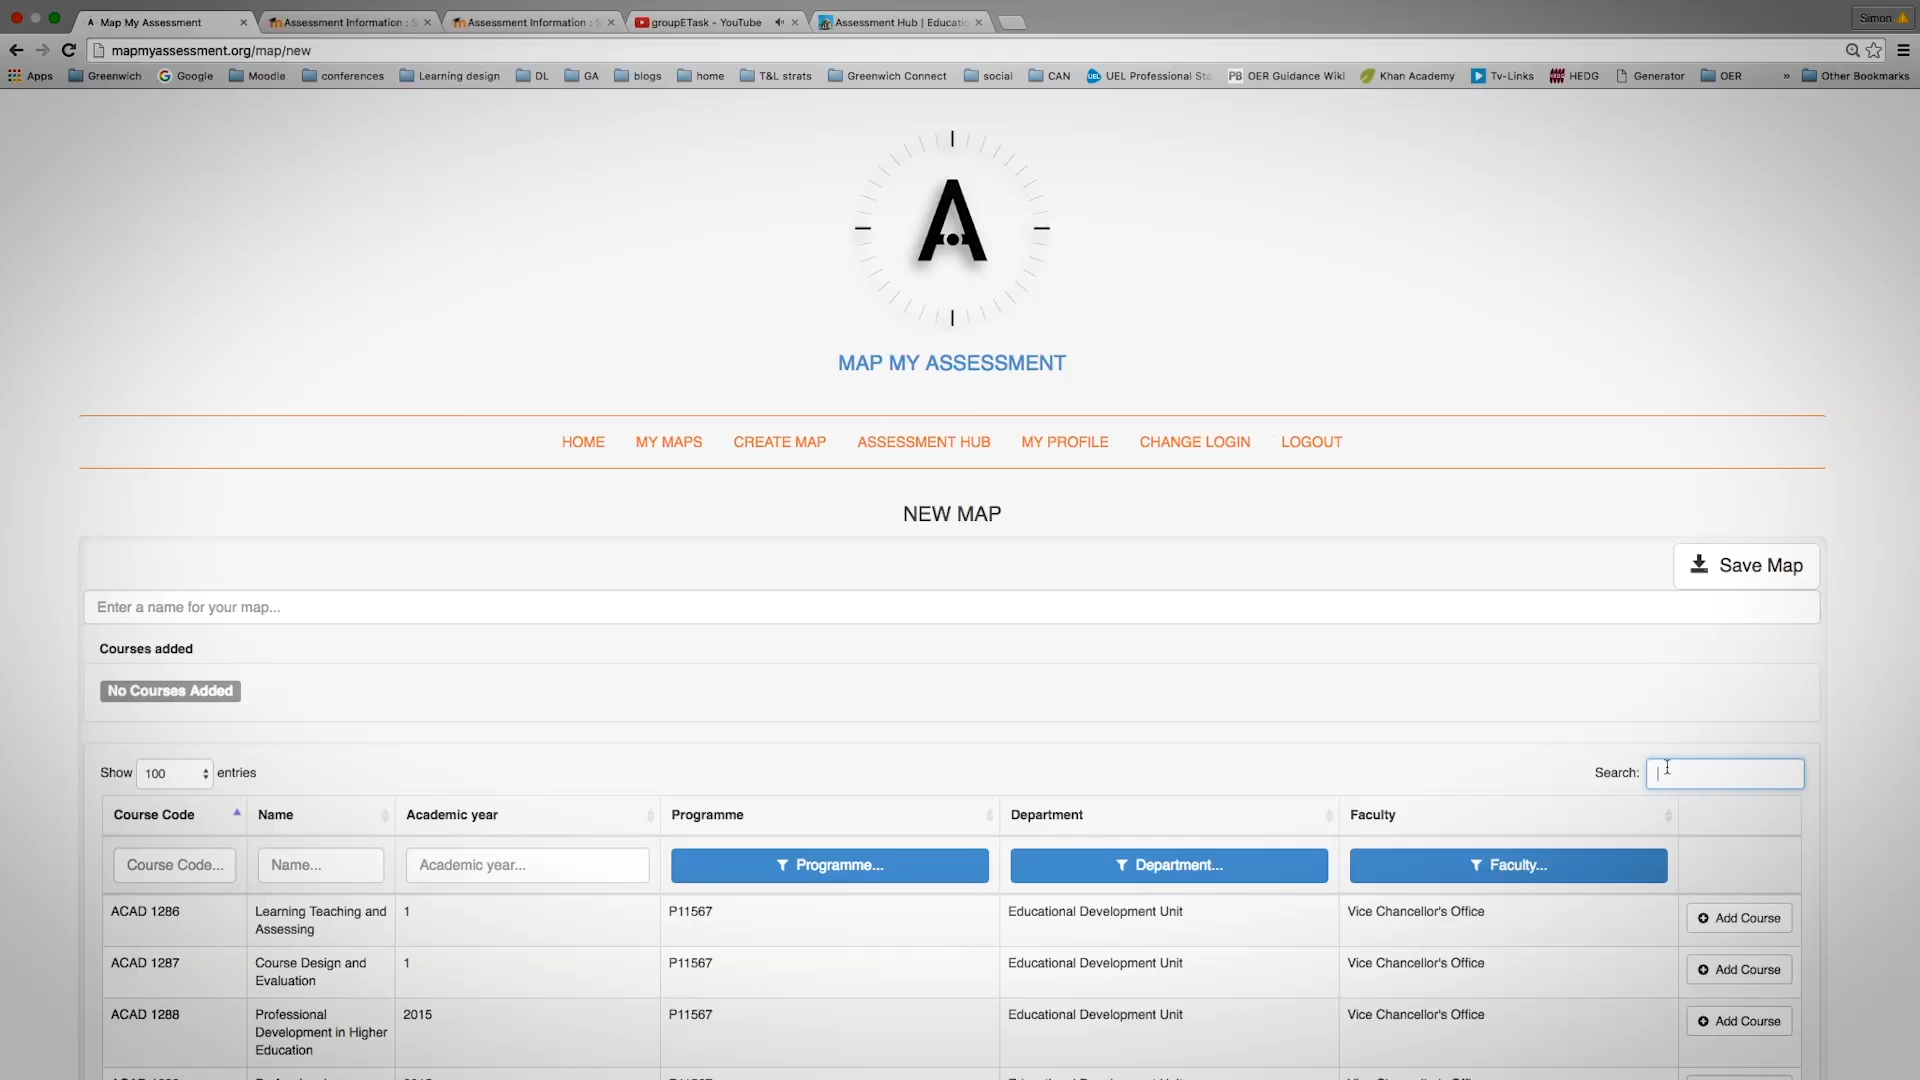 Map My Assessment
Assessment Information : S
Assessment Information : S
groupETask - YouTube
Assessment Hub | Educatio
Simon
mapmyassessment.org/map/new
Apps Greenwich Google Moodle conferences Learning design DL GA blogs home T&L strats Greenwich Connect social CAN UEL Professional Sta PB OER Guidance Wiki Khan Academy Tv-Links HEDG Generator OER » Other Bookmarks
A
MAP MY ASSESSMENT
HOME MY MAPS CREATE MAP ASSESSMENT HUB MY PROFILE CHANGE LOGIN LOGOUT
NEW MAP
Save Map
Enter a name for your map...
Courses added
No Courses Added
Show 100 entries
Search:
Course Code Name Academic year Programme Department Faculty
Course Code... Name... Academic year... Programme... Department... Faculty...
ACAD 1286 Learning Teaching and 1 P11567 Educational Development Unit Vice Chancellor's Office Add Course
Assessing
ACAD 1287 Course Design and 1 P11567 Educational Development Unit Vice Chancellor's Office Add Course
Evaluation
ACAD 1288 Professional 2015 P11567 Educational Development Unit Vice Chancellor's Office Add Course
Development in Higher
Education